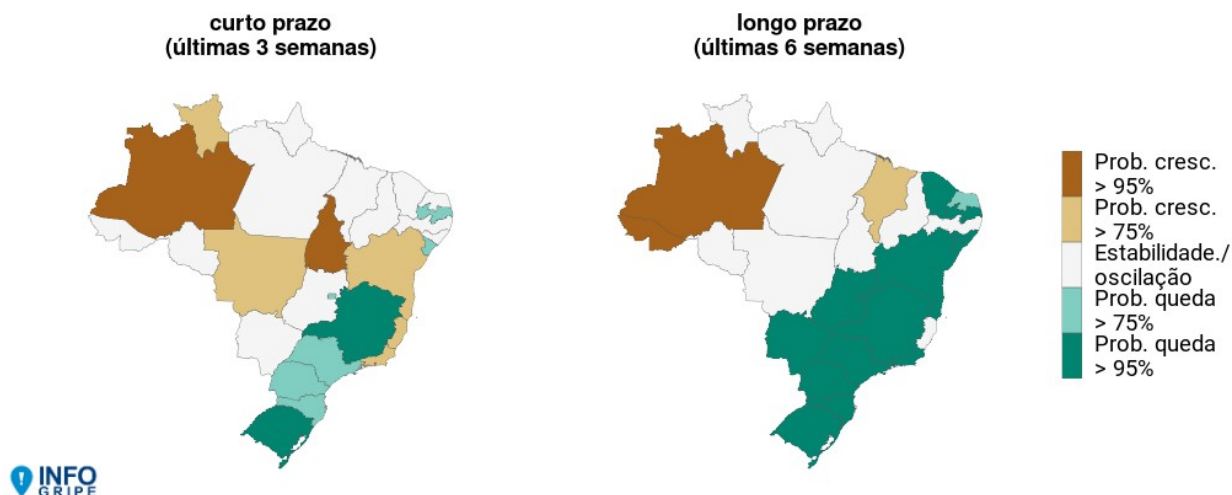 curto prazo
(últimas 3 semanas)
longo prazo
(últimas 6 semanas)
Prob. cresc.
> 95%
Prob. cresc.
> 75%
Estabilidade./
oscilação
Prob. queda
> 75%
Prob. queda
> 95%
INFO
GRIPE